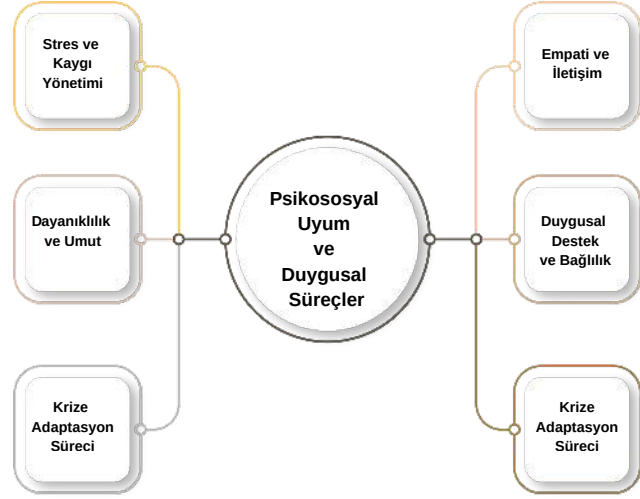 Stres ve
Kaygı
Yönetimi
Dayanıklılık
ve Umut
Krize
Adaptasyon
Süreci
Psikososyal
Uyum
ve
Duygusal
Süreçler
Empati ve
İletişim
Duygusal
Destek
ve Bağlılık
Krize
Adaptasyon
Süreci